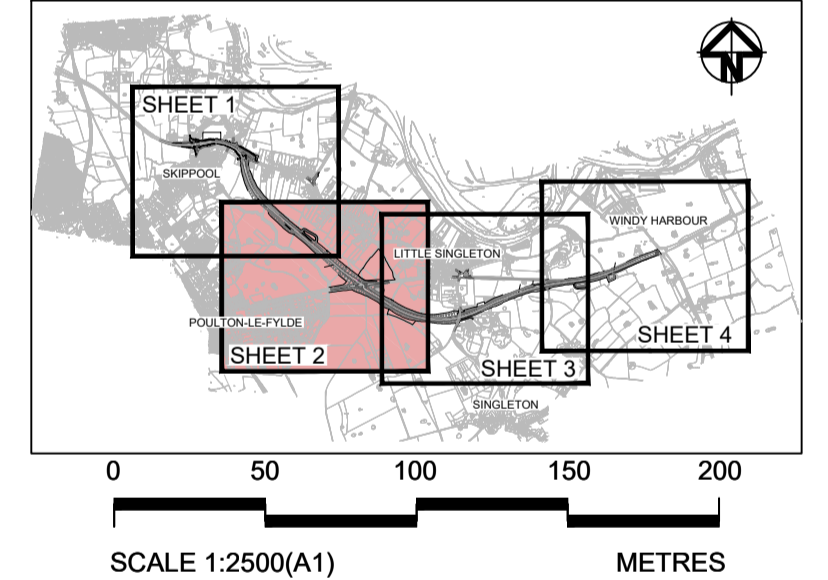 SHEET 1
N
SKIPPOOL
WINDY HARBOUR
LITTLE SINGLETON
POULTON-LE-FYLDE
SHEET 2
SHEET 3
SHEET 4
SINGLETON
0 50 100 150 200
SCALE 1:2500(A1) METRES